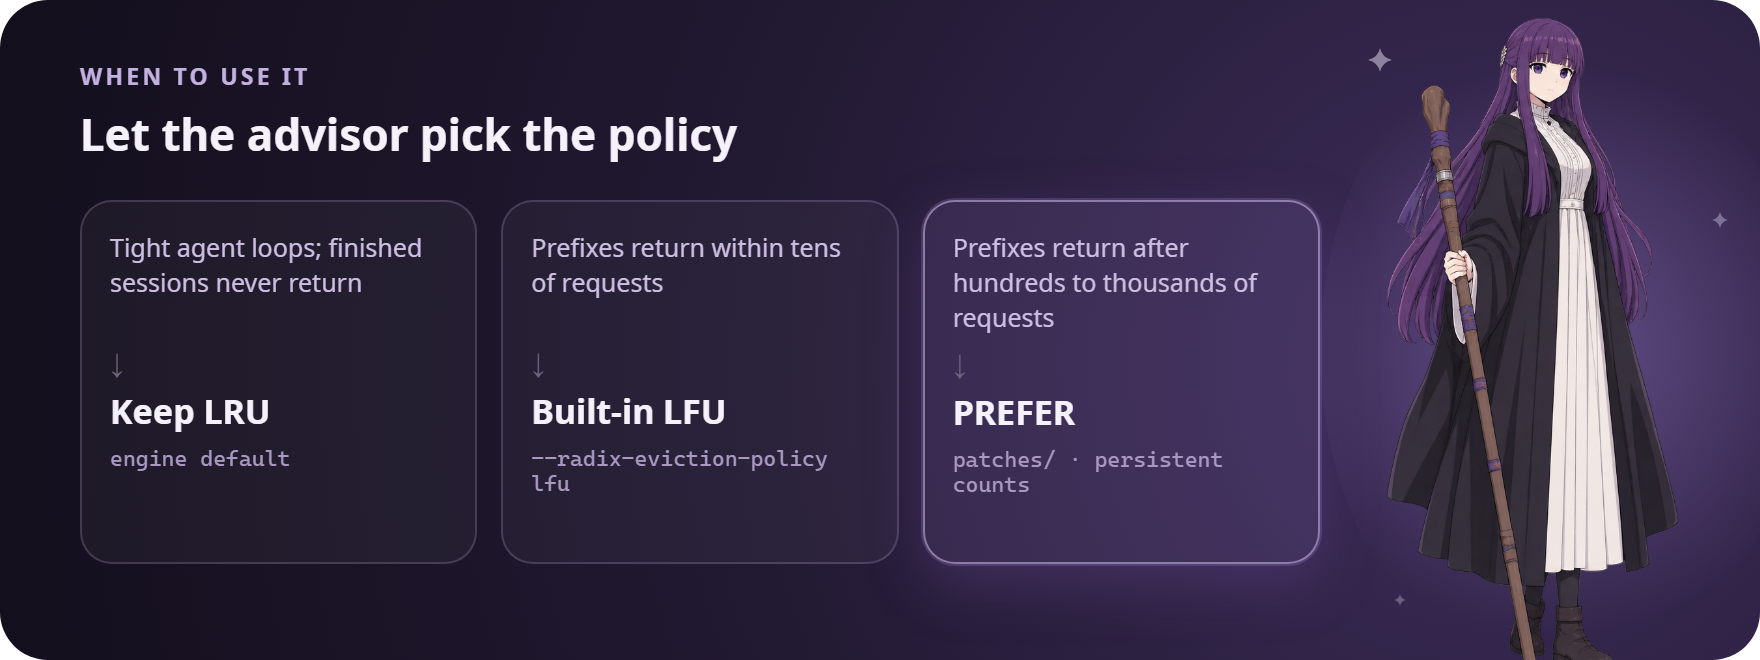 WHEN TO USE IT
Let the advisor pick the policy
Tight agent loops; finished
sessions never return
↓
Keep LRU
engine default
Prefixes return within tens
of requests
↓
Built-in LFU
--radix-eviction-policy
lfu
Prefixes return after
hundreds to thousands of
requests
↓
PREFER
patches/ · persistent
counts